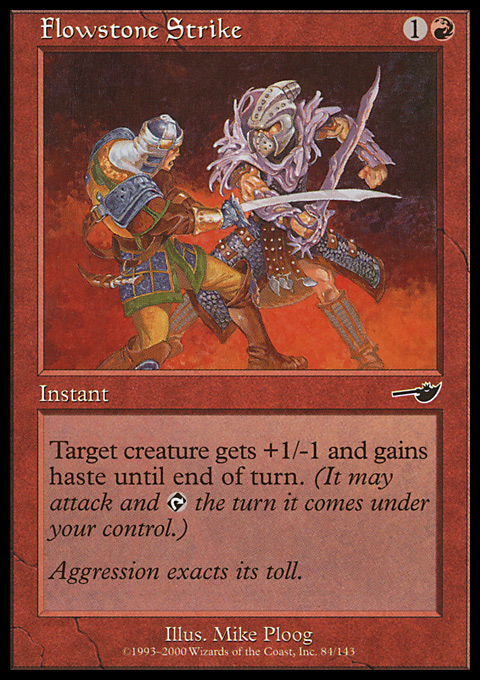 Flowstone Strike 1
Instant
Target creature gets +1/-1 and gains
haste until end of turn. (It may
attack and the turn it comes under
your control.)
Aggression exacts its toll.
Illus. Mike Ploog
©1993–2000 Wizards of the Coast, Inc. 84/143